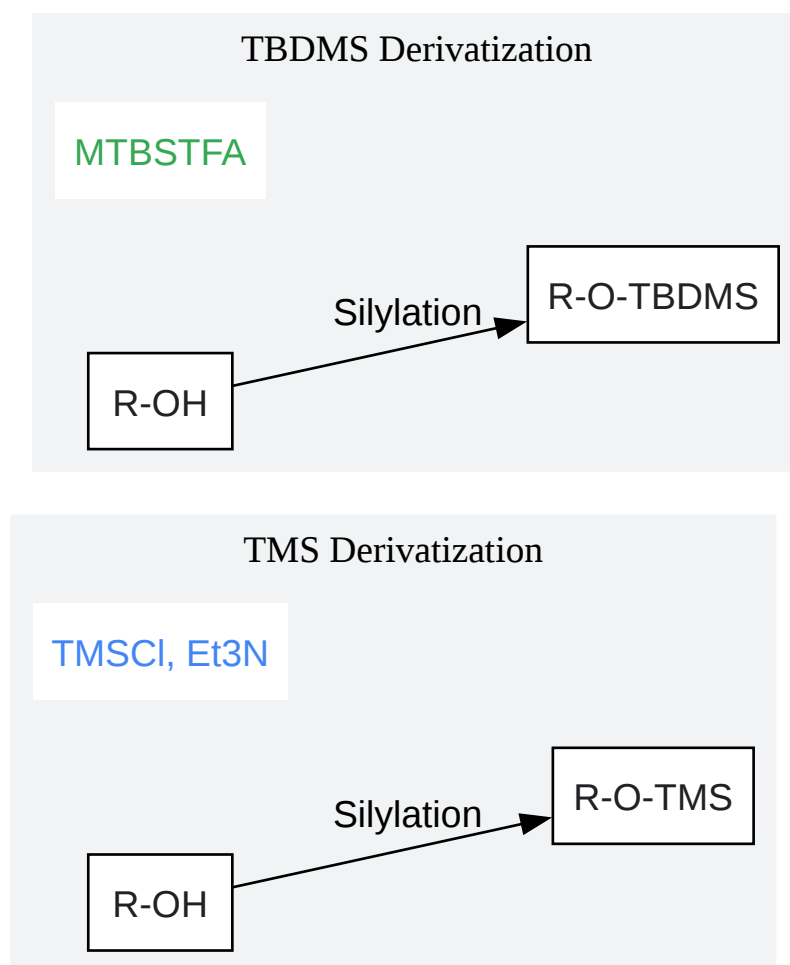 TBDMS Derivatization
MTBSTFA
R-O-TBDMS
Silylation
R-OH
TMS Derivatization
TMSCl, Et3N
R-O-TMS
Silylation
R-OH